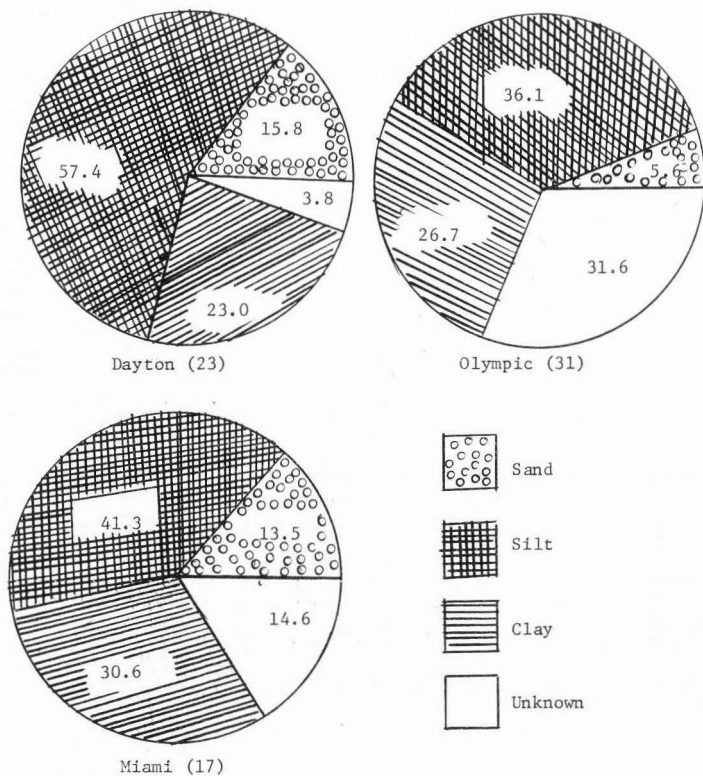 57.4
15.8
3.8
23.0
Dayton (23)
36.1
5.6
26.7
31.6
Olympic (31)
41.3
13.5
14.6
30.6
Miami (17)
Sand
Silt
Clay
Unknown